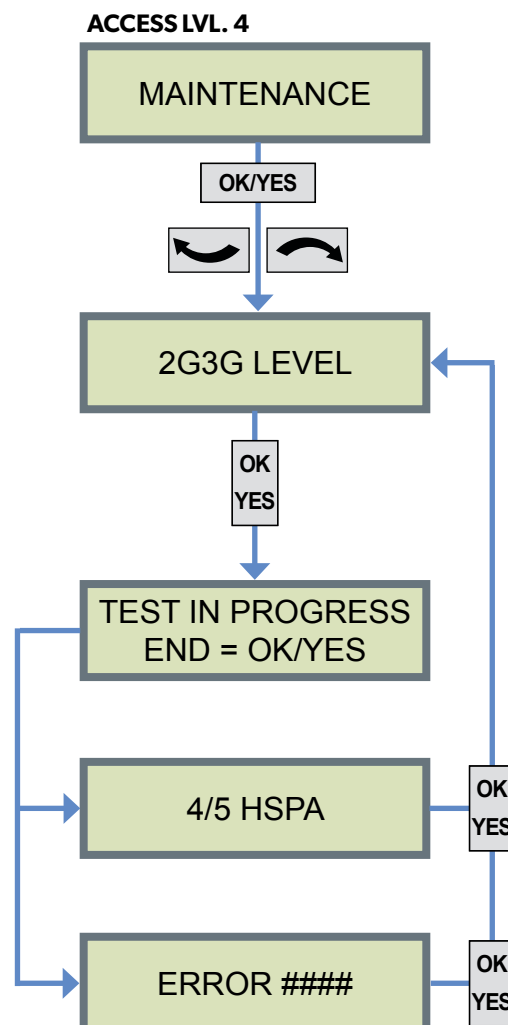 ACCESS LVL. 4
MAINTENANCE
OK/YES
2G3G LEVEL
OK
YES
TEST IN PROGRESS
END = OK/YES
4/5 HSPA
OK
YES
ERROR ####
OK
YES